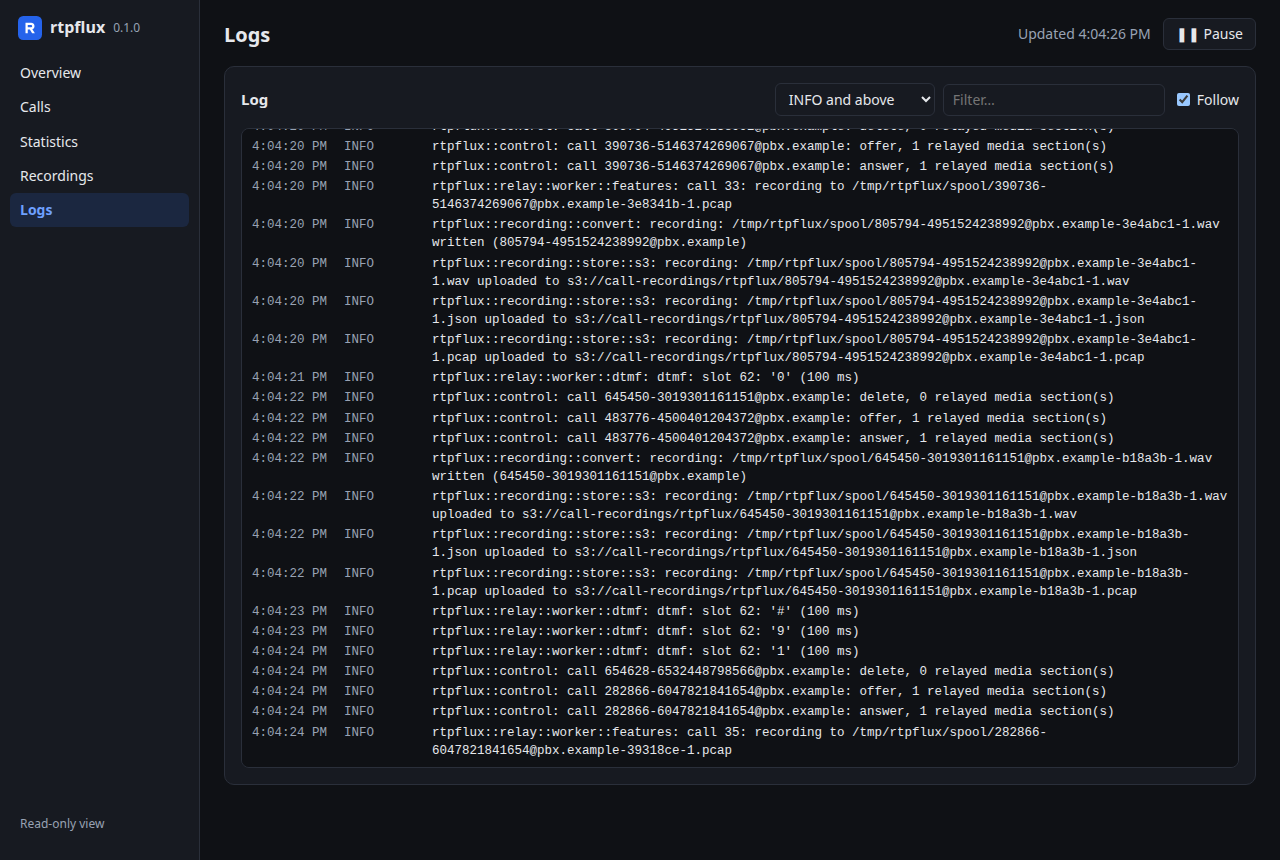 R rtpflux 0.1.0
Overview
Calls
Statistics
Recordings
Logs
Read-only view
Logs
Updated 4:04:26 PM
❚❚ Pause
Log
INFO and above
Filter...
Follow
4:04:20 PM INFO rtpflux::control: call 390736-5146374269067@pbx.example: offer, 1 relayed media section(s)
4:04:20 PM INFO rtpflux::control: call 390736-5146374269067@pbx.example: answer, 1 relayed media section(s)
4:04:20 PM INFO rtpflux::relay::worker::features: call 33: recording to /tmp/rtpflux/spool/390736-
5146374269067@pbx.example-3e8341b-1.pcap
4:04:20 PM INFO rtpflux::recording::convert: recording: /tmp/rtpflux/spool/805794-4951524238992@pbx.example-3e4abc1-1.wav
written (805794-4951524238992@pbx.example)
4:04:20 PM INFO rtpflux::recording::store::s3: recording: /tmp/rtpflux/spool/805794-4951524238992@pbx.example-3e4abc1-
1.wav uploaded to s3://call-recordings/rtpflux/805794-4951524238992@pbx.example-3e4abc1-1.wav
4:04:20 PM INFO rtpflux::recording::store::s3: recording: /tmp/rtpflux/spool/805794-4951524238992@pbx.example-3e4abc1-
1.json uploaded to s3://call-recordings/rtpflux/805794-4951524238992@pbx.example-3e4abc1-1.json
4:04:20 PM INFO rtpflux::recording::store::s3: recording: /tmp/rtpflux/spool/805794-4951524238992@pbx.example-3e4abc1-
1.pcap uploaded to s3://call-recordings/rtpflux/805794-4951524238992@pbx.example-3e4abc1-1.pcap
4:04:21 PM INFO rtpflux::relay::worker::dtmf: dtmf: slot 62: '0' (100 ms)
4:04:22 PM INFO rtpflux::control: call 645450-3019301161151@pbx.example: delete, 0 relayed media section(s)
4:04:22 PM INFO rtpflux::control: call 483776-4500401204372@pbx.example: offer, 1 relayed media section(s)
4:04:22 PM INFO rtpflux::control: call 483776-4500401204372@pbx.example: answer, 1 relayed media section(s)
4:04:22 PM INFO rtpflux::recording::convert: recording: /tmp/rtpflux/spool/645450-3019301161151@pbx.example-b18a3b-1.wav
written (645450-3019301161151@pbx.example)
4:04:22 PM INFO rtpflux::recording::store::s3: recording: /tmp/rtpflux/spool/645450-3019301161151@pbx.example-b18a3b-1.wav
uploaded to s3://call-recordings/rtpflux/645450-3019301161151@pbx.example-b18a3b-1.wav
4:04:22 PM INFO rtpflux::recording::store::s3: recording: /tmp/rtpflux/spool/645450-3019301161151@pbx.example-b18a3b-
1.json uploaded to s3://call-recordings/rtpflux/645450-3019301161151@pbx.example-b18a3b-1.json
4:04:22 PM INFO rtpflux::recording::store::s3: recording: /tmp/rtpflux/spool/645450-3019301161151@pbx.example-b18a3b-
1.pcap uploaded to s3://call-recordings/rtpflux/645450-3019301161151@pbx.example-b18a3b-1.pcap
4:04:23 PM INFO rtpflux::relay::worker::dtmf: dtmf: slot 62: '#' (100 ms)
4:04:23 PM INFO rtpflux::relay::worker::dtmf: dtmf: slot 62: '9' (100 ms)
4:04:24 PM INFO rtpflux::relay::worker::dtmf: dtmf: slot 62: '1' (100 ms)
4:04:24 PM INFO rtpflux::control: call 654628-6532448798566@pbx.example: delete, 0 relayed media section(s)
4:04:24 PM INFO rtpflux::control: call 282866-6047821841654@pbx.example: offer, 1 relayed media section(s)
4:04:24 PM INFO rtpflux::control: call 282866-6047821841654@pbx.example: answer, 1 relayed media section(s)
4:04:24 PM INFO rtpflux::relay::worker::features: call 35: recording to /tmp/rtpflux/spool/282866-
6047821841654@pbx.example-39318ce-1.pcap